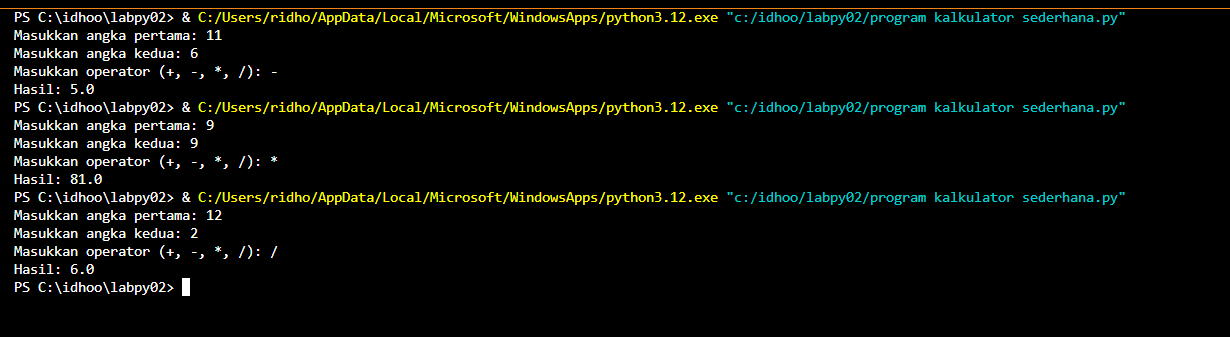 PS C:\idhoo\labpy02> & C:/Users/ridho/AppData/Local/Microsoft/WindowsApps/python3.12.exe "c:/idhoo/labpy02/program kalkulator sederhana.py"
Masukkan angka pertama: 11
Masukkan angka kedua: 6
Masukkan operator (+, -, *, /): -
Hasil: 5.0
PS C:\idhoo\labpy02> & C:/Users/ridho/AppData/Local/Microsoft/WindowsApps/python3.12.exe "c:/idhoo/labpy02/program kalkulator sederhana.py"
Masukkan angka pertama: 9
Masukkan angka kedua: 9
Masukkan operator (+, -, *, /): *
Hasil: 81.0
PS C:\idhoo\labpy02> & C:/Users/ridho/AppData/Local/Microsoft/WindowsApps/python3.12.exe "c:/idhoo/labpy02/program kalkulator sederhana.py"
Masukkan angka pertama: 12
Masukkan angka kedua: 2
Masukkan operator (+, -, *, /): /
Hasil: 6.0
PS C:\idhoo\labpy02>